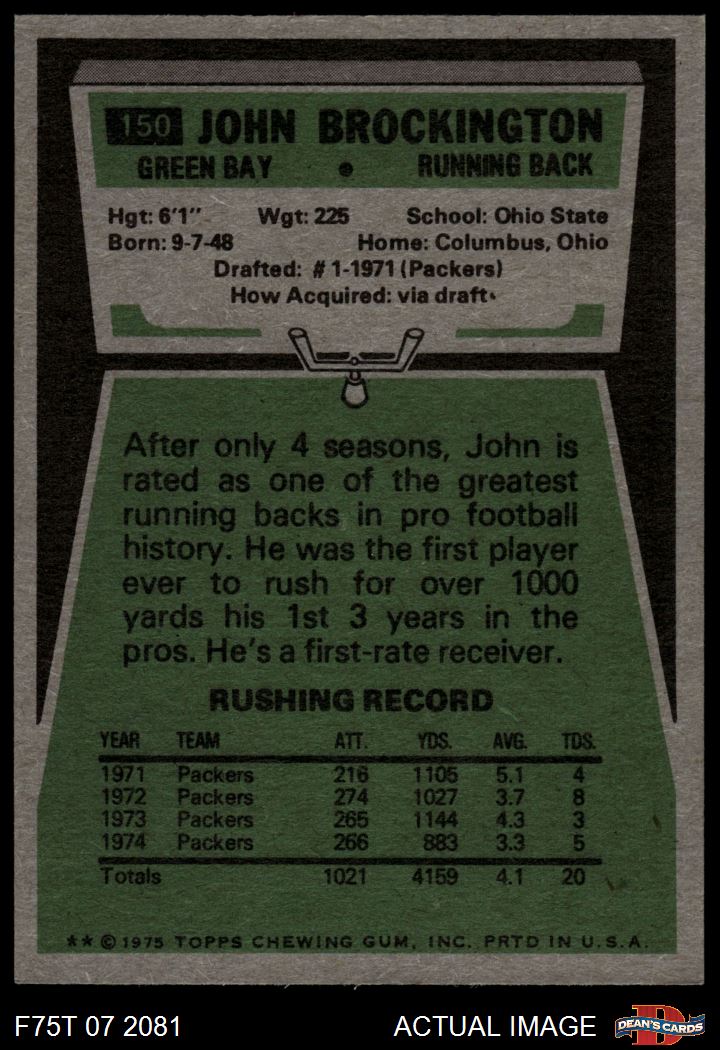 150 JOHN BROCKINGTON
GREEN BAY • RUNNING BACK
Hgt: 6'1" Wgt: 225 School: Ohio State
Born: 9-7-48 Home: Columbus, Ohio
Drafted: #1-1971 (Packers)
How Acquired: via draft.
After only 4 seasons, John is
rated as one of the greatest
running backs in pro football
history. He was the first player
ever to rush for over 1000
yards his 1st 3 years in the
pros. He's a first-rate receiver.
RUSHING RECORD
YEAR TEAM ATT. YDS. AVG. TDS.
1971 Packers 216 1105 5.1 4
1972 Packers 274 1027 3.7 8
1973 Packers 265 1144 4.3 3
1974 Packers 266 883 3.3 5
Totals 1021 4159 4.1 20
** © 1975 TOPPS CHEWING GUM, INC. PRTD IN U.S.A.
F75T 07 2081 ACTUAL IMAGE D DEAN'S CARDS